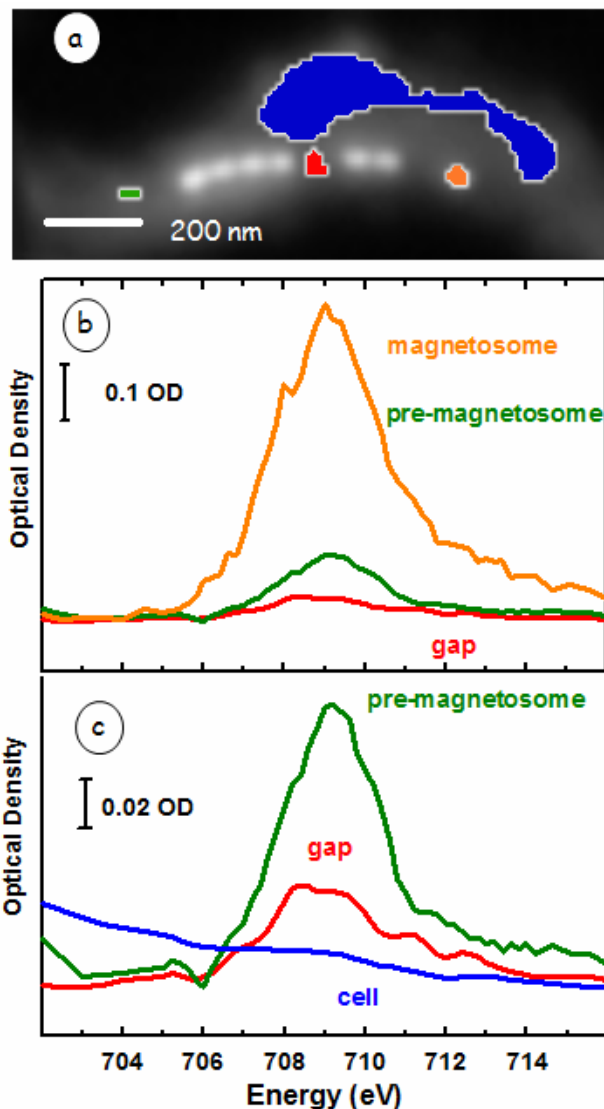 a
200 nm
b
magnetosome
0.1 OD
pre-magnetosome
Optical Density
gap
c
pre-magnetosome
0.02 OD
gap
Optical Density
cell
704 706 708 710 712 714
Energy (eV)